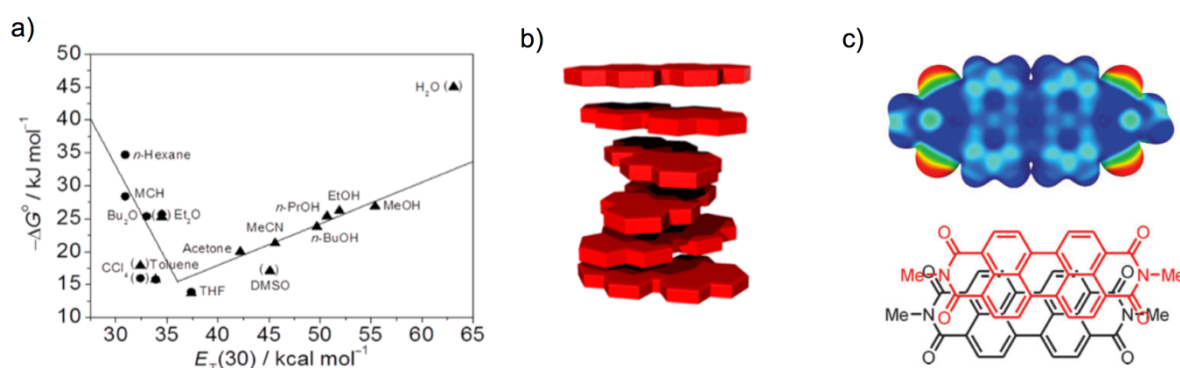 a)
b)
c)
50
45
40
35
30
25
20
15
10
−ΔG° / kJ mol⁻¹
H₂O (▲)
n-Hexane
MCH
Bu₂O
(▲) Et₂O
n-PrOH
EtOH
MeOH
n-BuOH
MeCN
Acetone
(▲)Toluene
CCl₄(●)
(▲)
DMSO
THF
30 35 40 45 50 55 60 65
E_T(30) / kcal mol⁻¹
O O
Me N N Me
O O O O
Me N N Me
O O